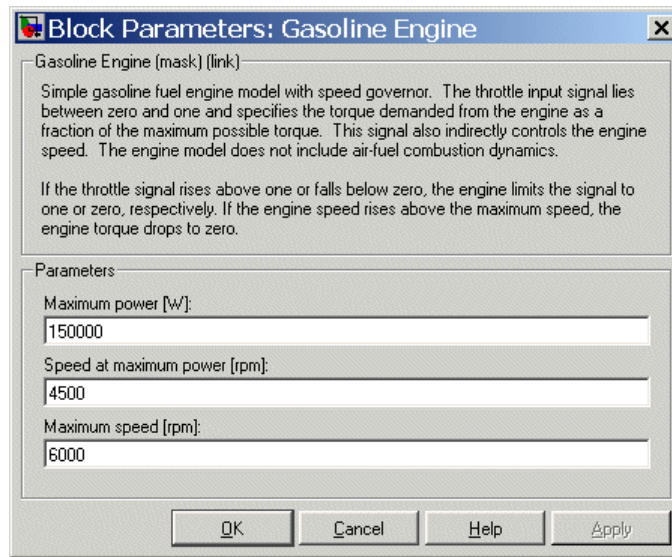 Block Parameters: Gasoline Engine
Gasoline Engine (mask) (link)
Simple gasoline fuel engine model with speed governor. The throttle input signal lies
between zero and one and specifies the torque demanded from the engine as a
fraction of the maximum possible torque. This signal also indirectly controls the engine
speed. The engine model does not include air-fuel combustion dynamics.
If the throttle signal rises above one or falls below zero, the engine limits the signal to
one or zero, respectively. If the engine speed rises above the maximum speed, the
engine torque drops to zero.
Parameters
Maximum power [W]:
150000
Speed at maximum power [rpm]:
4500
Maximum speed [rpm]:
6000
OK Cancel Help Apply